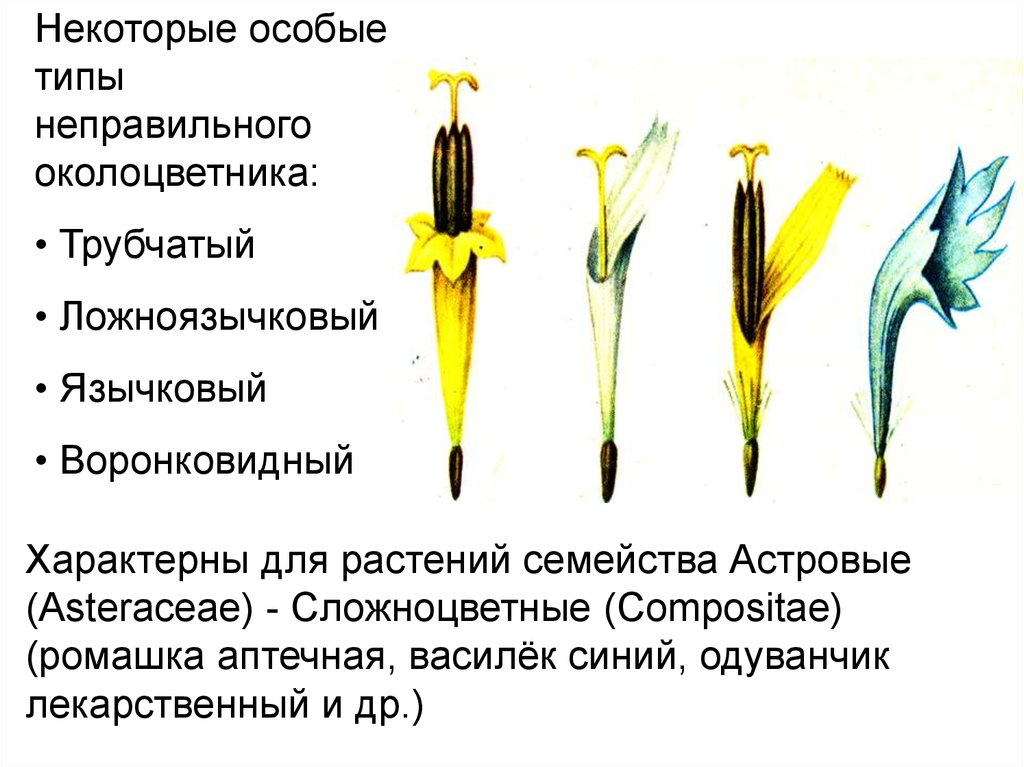 Некоторые особые
типы
неправильного
околоцветника:
• Трубчатый
• Ложноязычковый
• Язычковый
• Воронковидный
Характерны для растений семейства Астровые
(Asteraceae) - Сложноцветные (Compositae)
(ромашка аптечная, василёк синий, одуванчик
лекарственный и др.)